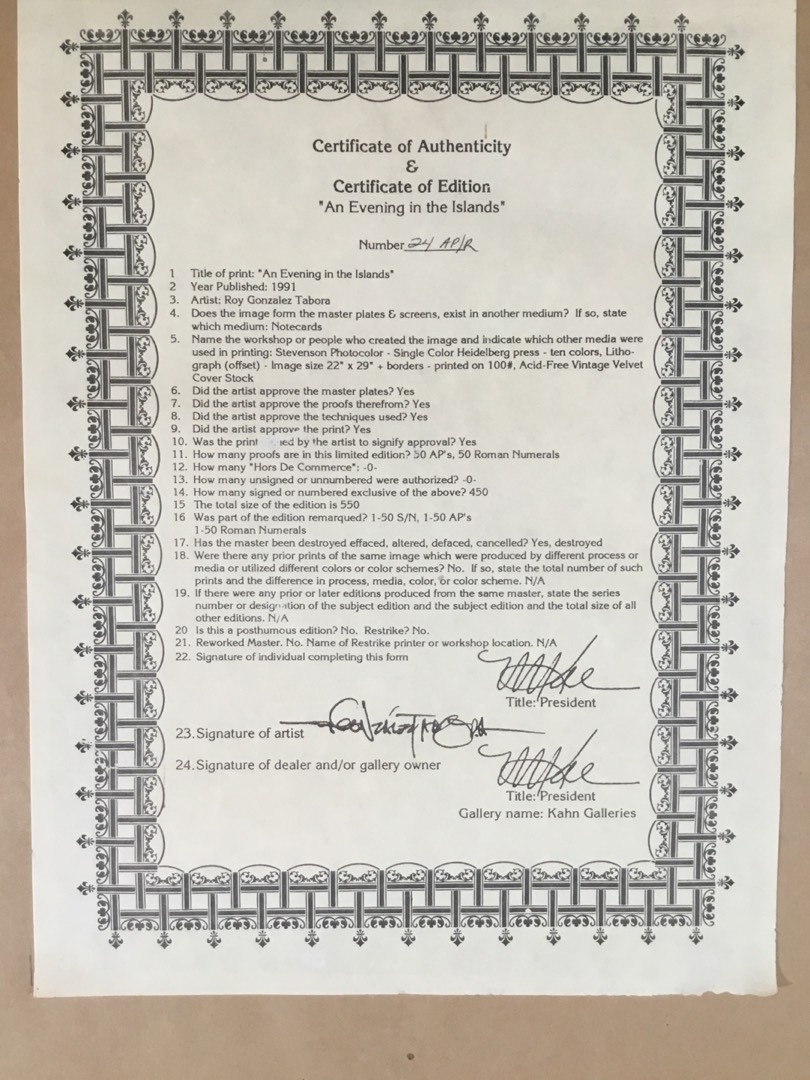 Certificate of Authenticity
&
Certificate of Edition
"An Evening in the Islands"
Number 24 AP/R
1 Title of print: "An Evening in the Islands"
2 Year Published: 1991
3. Artist: Roy Gonzalez Tabora
4. Does the image form the master plates & screens, exist in another medium? If so, state
which medium: Notecards
5. Name the workshop or people who created the image and indicate which other media were
used in printing: Stevenson Photocolor - Single Color Heidelberg press - ten colors, Litho-
graph (offset) - Image size 22" x 29" + borders - printed on 100#, Acid-Free Vintage Velvet
Cover Stock
6. Did the artist approve the master plates? Yes
7. Did the artist approve the proofs therefrom? Yes
8. Did the artist approve the techniques used? Yes
9. Did the artist approve the print? Yes
10. Was the print by the artist to signify approval? Yes
11. How many proofs are in this limited edition? 50 AP's, 50 Roman Numerals
12. How many "Hors De Commerce": -0-
13. How many unsigned or unnumbered were authorized? -0-
14. How many signed or numbered exclusive of the above? 450
15 The total size of the edition is 550
16 Was part of the edition remarqued? 1-50 S/N, 1-50 AP's
1-50 Roman Numerals
17. Has the master been destroyed effaced, altered, defaced, cancelled? Yes, destroyed
18. Were there any prior prints of the same image which were produced by different process or
media or utilized different colors or color schemes? No. If so, state the total number of such
prints and the difference in process, media, color, or color scheme. N/A
19. If there were any prior or later editions produced from the same master, state the series
number or designation of the subject edition and the subject edition and the total size of all
other editions. N/A
20 Is this a posthumous edition? No. Restrike? No.
21. Reworked Master. No. Name of Restrike printer or workshop location. N/A
22. Signature of individual completing this form
Title: President
23. Signature of artist
24. Signature of dealer and/or gallery owner
Title: President
Gallery name: Kahn Galleries